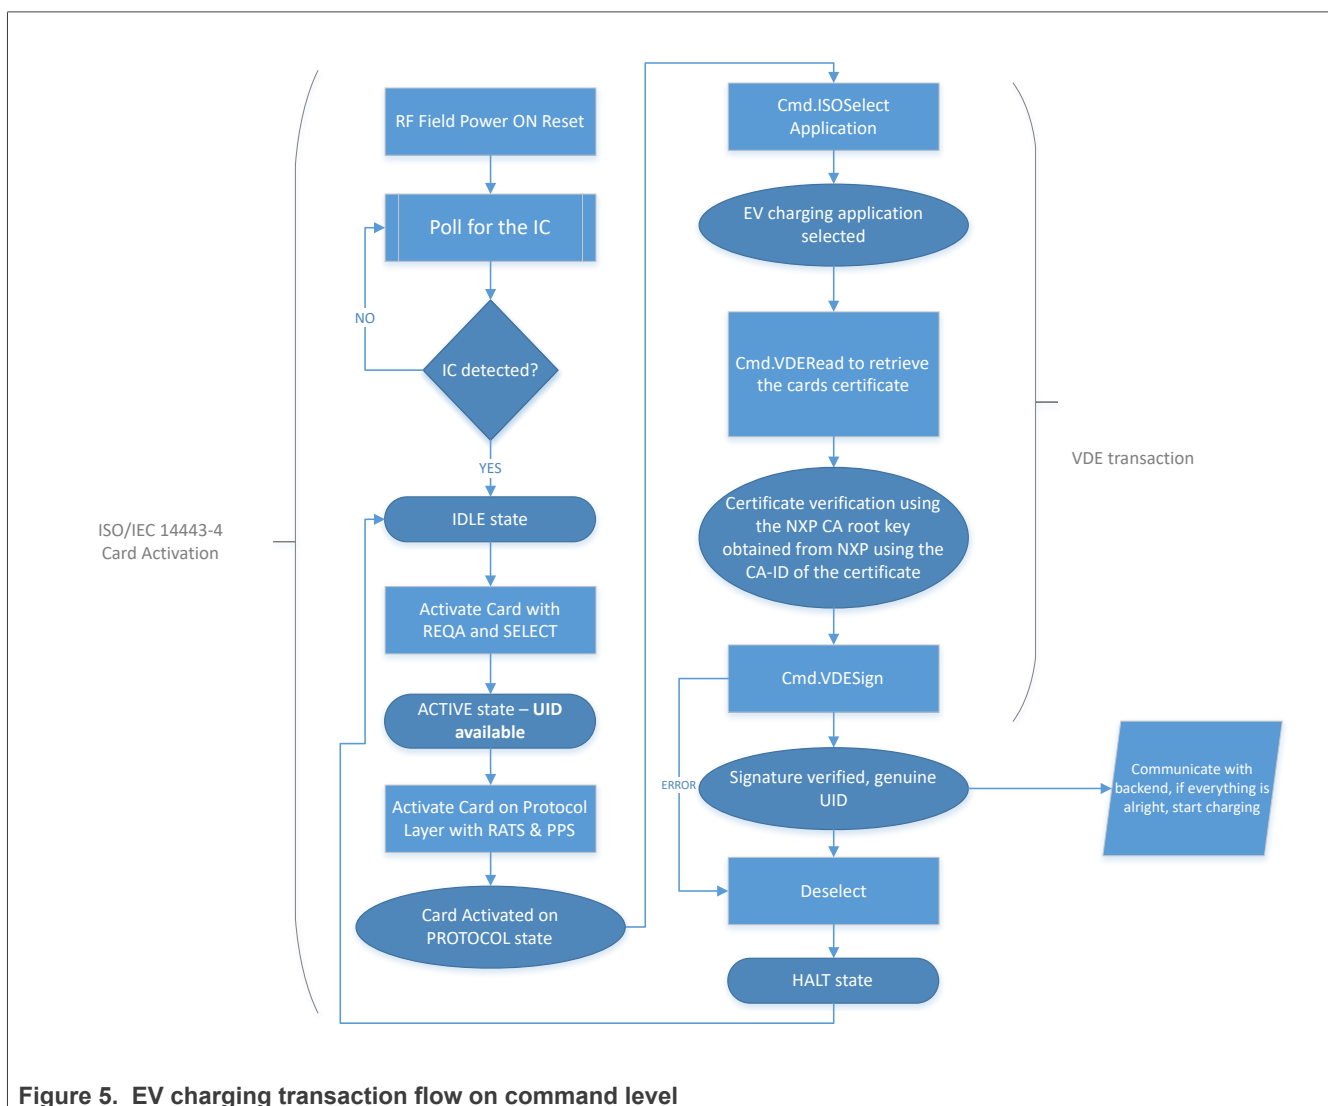 RF Field Power ON Reset
Poll for the IC
NO
IC detected?
YES
IDLE state
ISO/IEC 14443-4
Card Activation
Activate Card with
REQA and SELECT
ACTIVE state – UID
available
Activate Card on Protocol
Layer with RATS & PPS
Card Activated on
PROTOCOL state
Cmd.ISOSelect
Application
EV charging application
selected
Cmd.VDERead to retrieve
the cards certificate
VDE transaction
Certificate verification using
the NXP CA root key
obtained from NXP using the
CA-ID of the certificate
Cmd.VDESign
ERROR
Signature verified, genuine
UID
Communicate with
backend, if everything is
alright, start charging
Deselect
HALT state
Figure 5. EV charging transaction flow on command level